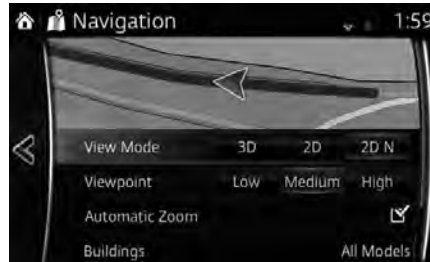 Navigation 1:59
View Mode 3D 2D 2D N
Viewpoint Low Medium High
Automatic Zoom
Buildings All Models